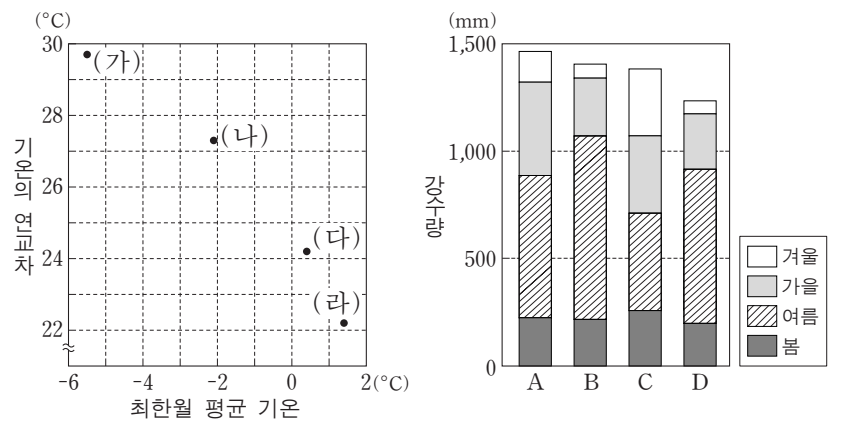 (°C)
30
28
26
24
22
기온의 연교차
(가)
(나)
(다)
(라)
-6
-4
-2
0
2(°C)
최한월 평균 기온
(mm)
1,500
1,000
500
0
강수량
A
B
C
D
겨울
가을
여름
봄